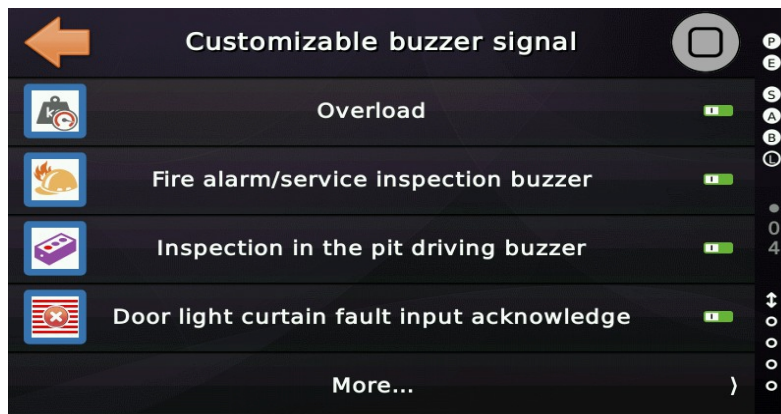 Customizable buzzer signal
Overload
Fire alarm/service inspection buzzer
Inspection in the pit driving buzzer
Door light curtain fault input acknowledge
More...
P
E
S
A
B
L
0
4